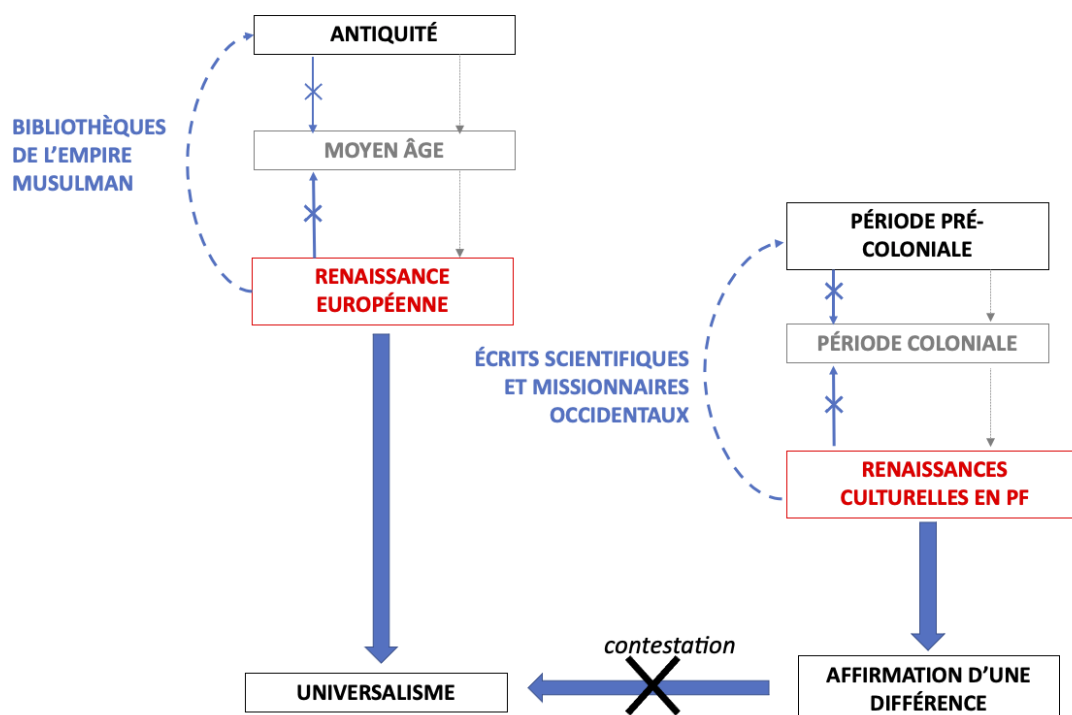 ANTIQUITÉ
BIBLIOTHÈQUES
DE L’EMPIRE
MUSULMAN
MOYEN ÂGE
RENAISSANCE
EUROPÉENNE
PÉRIODE PRÉ-
COLONIALE
PÉRIODE COLONIALE
ÉCRITS SCIENTIFIQUES
ET MISSIONNAIRES
OCCIDENTAUX
RENAISSANCES
CULTURELLES EN PF
contestation
UNIVERSALISME
AFFIRMATION D’UNE
DIFFÉRENCE